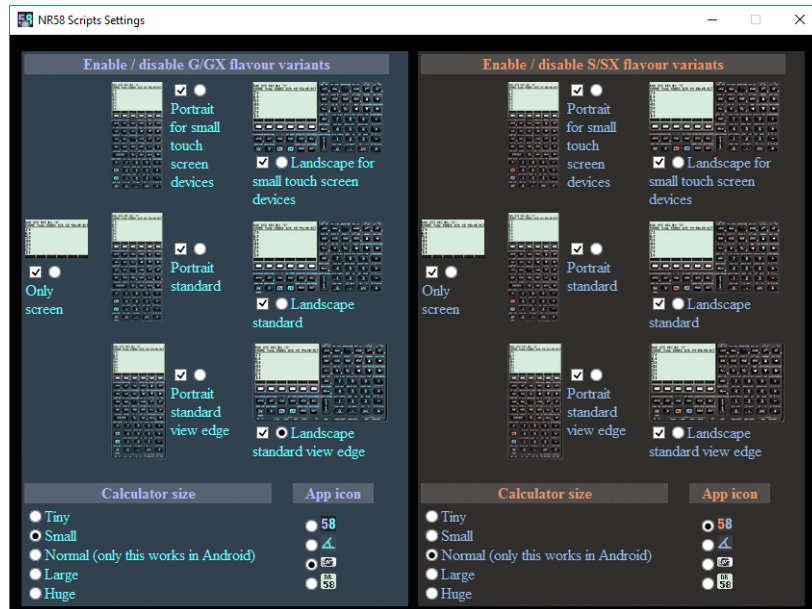 NR58 Scripts Settings
Enable / disable G/GX flavour variants
Portrait
for small
touch
screen
devices
Landscape for
small touch screen
devices
Only
screen
Portrait
standard
Landscape
standard
Portrait
standard
view edge
Landscape
standard view edge
Calculator size
App icon
Tiny
Small
Normal (only this works in Android)
Large
Huge
58
NR
58
Enable / disable S/SX flavour variants
Portrait
for small
touch
screen
devices
Landscape for
small touch screen
devices
Only
screen
Portrait
standard
Landscape
standard
Portrait
standard
view edge
Landscape
standard view edge
Calculator size
App icon
Tiny
Small
Normal (only this works in Android)
Large
Huge
58
NR
58